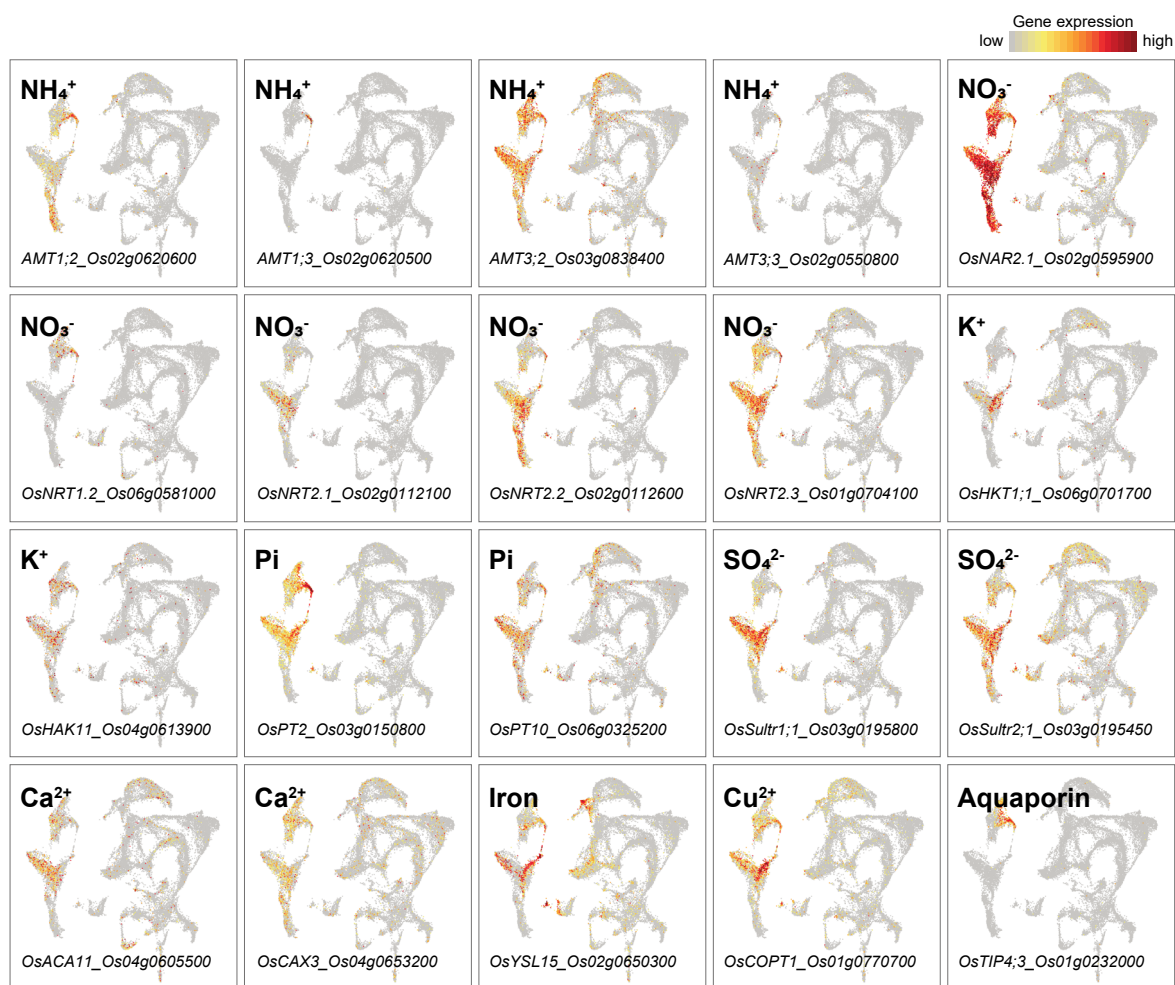 Gene expression
low high
NH₄⁺
AMT1;2_Os02g0620600
NH₄⁺
AMT1;3_Os02g0620500
NH₄⁺
AMT3;2_Os03g0838400
NH₄⁺
AMT3;3_Os02g0550800
NO₃⁻
OsNAR2.1_Os02g0595900
NO₃⁻
OsNRT1.2_Os06g0581000
NO₃⁻
OsNRT2.1_Os02g0112100
NO₃⁻
OsNRT2.2_Os02g0112600
NO₃⁻
OsNRT2.3_Os01g0704100
K⁺
OsHKT1;1_Os06g0701700
K⁺
OsHAK11_Os04g0613900
Pi
OsPT2_Os03g0150800
Pi
OsPT10_Os06g0325200
SO₄²⁻
OsSultr1;1_Os03g0195800
SO₄²⁻
OsSultr2;1_Os03g0195450
Ca²⁺
OsACA11_Os04g0605500
Ca²⁺
OsCAX3_Os04g0653200
Iron
OsYSL15_Os02g0650300
Cu²⁺
OsCOPT1_Os01g0770700
Aquaporin
OsTIP4;3_Os01g0232000